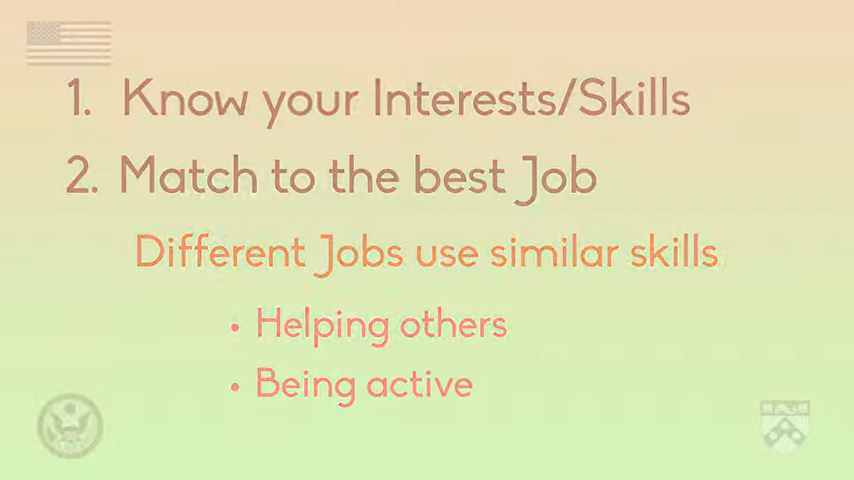 1. Know your Interests/Skills
2. Match to the best Job
Different Jobs use similar skills
• Helping others
• Being active